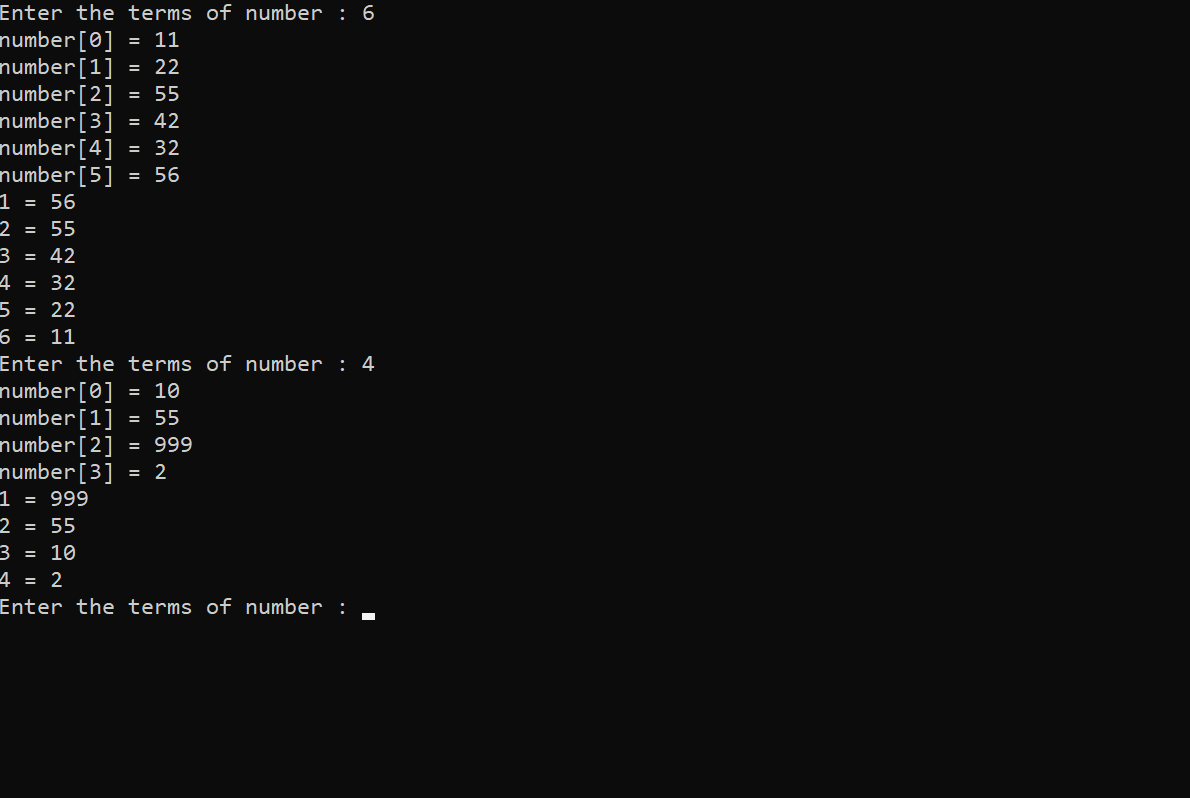 Enter the terms of number : 6
number[0] = 11
number[1] = 22
number[2] = 55
number[3] = 42
number[4] = 32
number[5] = 56
1 = 56
2 = 55
3 = 42
4 = 32
5 = 22
6 = 11
Enter the terms of number : 4
number[0] = 10
number[1] = 55
number[2] = 999
number[3] = 2
1 = 999
2 = 55
3 = 10
4 = 2
Enter the terms of number :